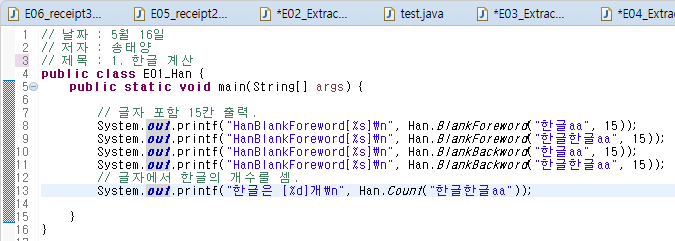 E06_receipt3... E05_receipt2... *E02_Extrac... test.java *E03_Extrac... *E04_Extrac
1 // 날짜 : 5월 16일
2 // 저자 : 송태양
3 // 제목 : 1. 한글 계산
4 public class E01_Han {
5 public static void main(String[] args) {
6
7 // 글자 포함 15칸 출력.
8 System.out.printf("HanBlankForeword[%s]₩n", Han.BlankForeword("한글aa", 15));
9 System.out.printf("HanBlankForeword[%s]₩n", Han.BlankForeword("한글한글aa", 15));
10 System.out.printf("HanBlankForeword[%s]₩n", Han.BlankBackword("한글aa", 15));
11 System.out.printf("HanBlankForeword[%s]₩n", Han.BlankBackword("한글한글aa", 15));
12 // 글자에서 한글의 개수를 셈.
13 System.out.printf("한글은 [%d]개₩n", Han.Count("한글한글aa"));
14
15 }
16 }